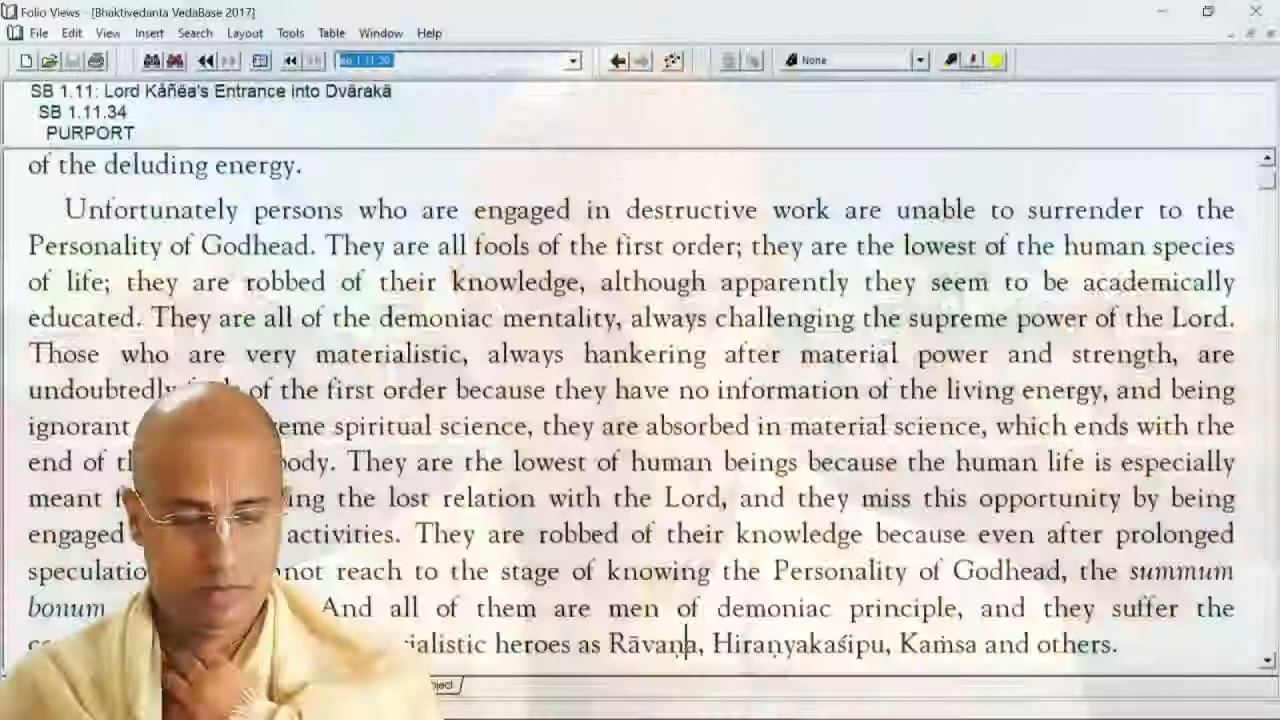 Folio Views - [Bhaktivedanta VedaBase 2017]
File Edit View Insert Search Layout Tools Table Window Help
None
SB 1.11: Lord Kåñëa's Entrance into Dvärakä
SB 1.11.34
PURPORT
of the deluding energy.
Unfortunately persons who are engaged in destructive work are unable to surrender to the
Personality of Godhead. They are all fools of the first order; they are the lowest of the human species
of life; they are robbed of their knowledge, although apparently they seem to be academically
educated. They are all of the demoniac mentality, always challenging the supreme power of the Lord.
Those who are very materialistic, always hankering after material power and strength, are
undoubtedly of the first order because they have no information of the living energy, and being
ignorant spiritual science, they are absorbed in material science, which ends with the
end of They are the lowest of human beings because the human life is especially
meant the lost relation with the Lord, and they miss this opportunity by being
engaged activities. They are robbed of their knowledge because even after prolonged
reach to the stage of knowing the Personality of Godhead, the summum
bonum And all of them are men of demoniac principle, and they suffer the
heroes as Rāvaṇa, Hiraṇyakaśipu, Kaṁsa and others.